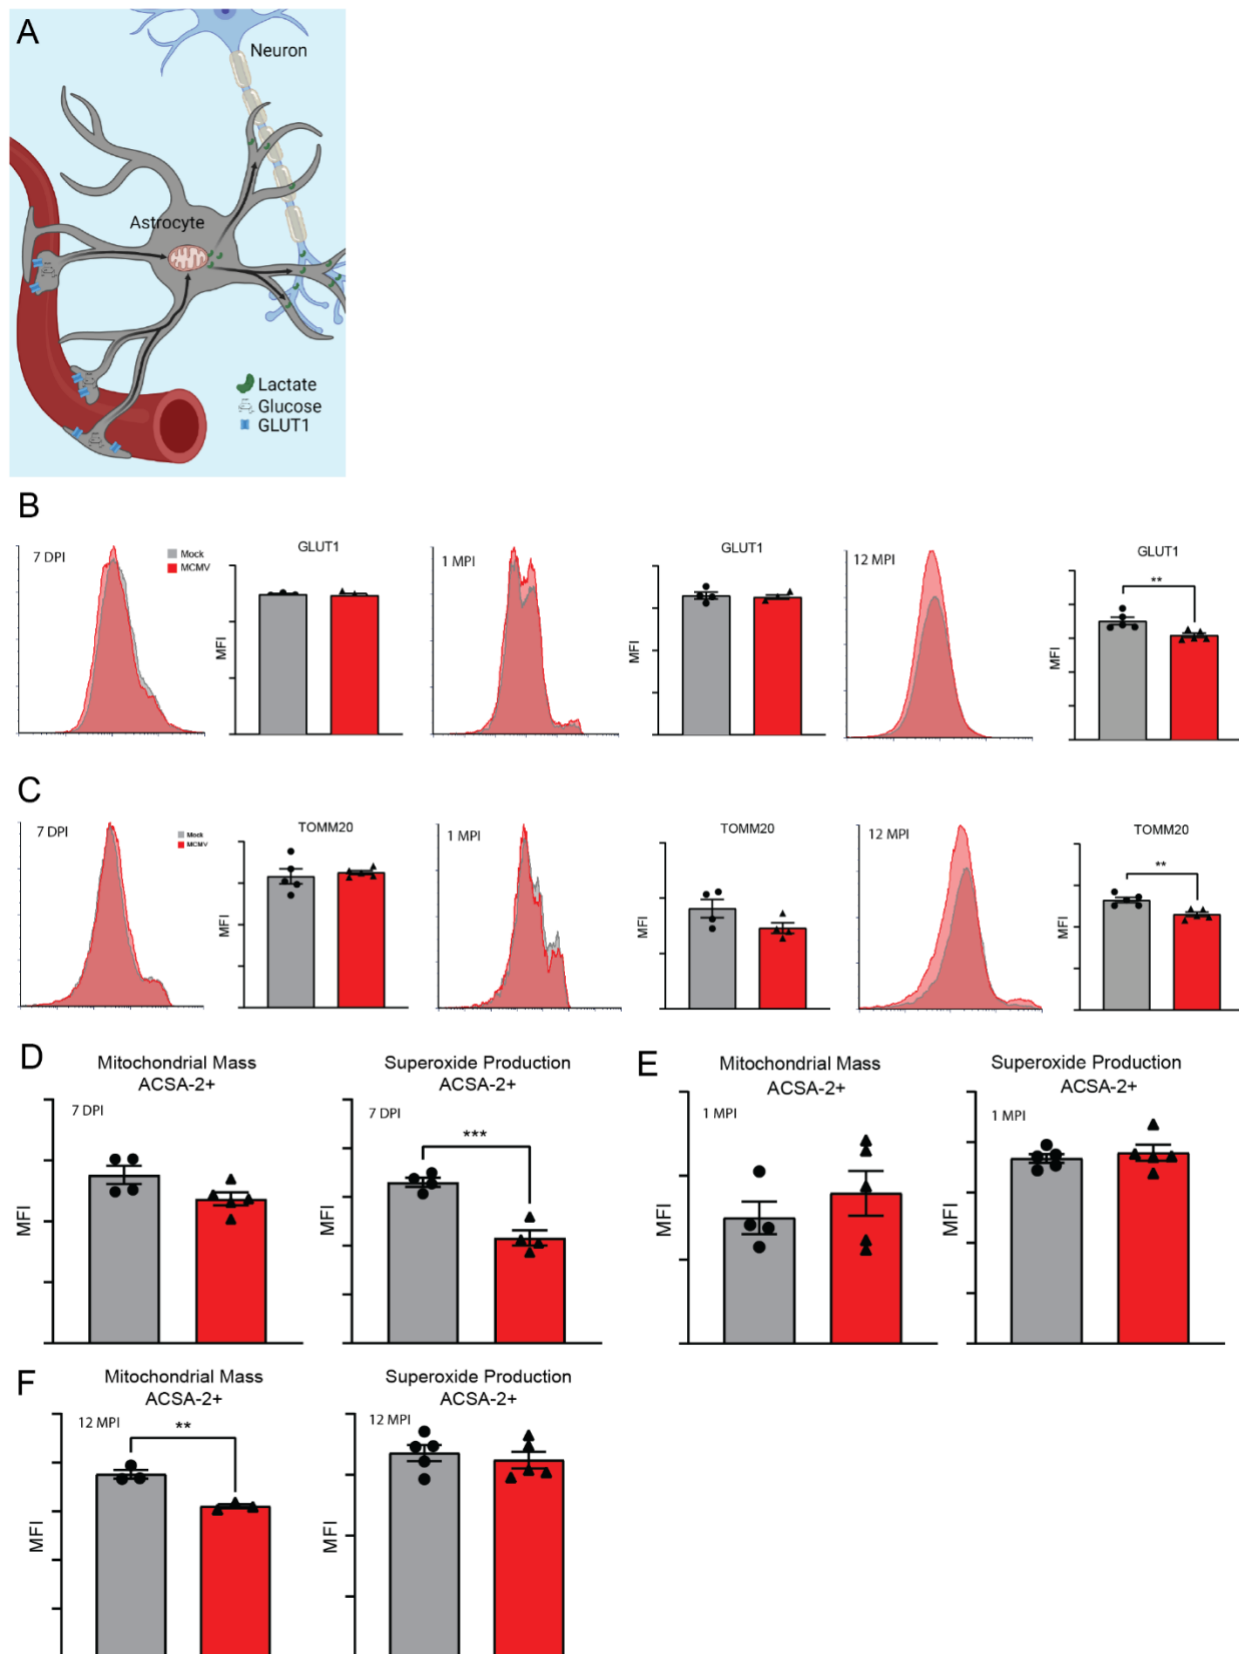 A
Neuron
Astrocyte
Lactate
Glucose
GLUT1
B
7 DPI
Mock
MCMV
GLUT1
MFI
1 MPI
GLUT1
MFI
12 MPI
GLUT1
**
MFI
C
7 DPI
Mock
MCMV
TOMM20
MFI
1 MPI
TOMM20
MFI
12 MPI
TOMM20
**
MFI
D
Mitochondrial Mass
ACSA-2+
7 DPI
MFI
Superoxide Production
ACSA-2+
7 DPI
***
MFI
E
Mitochondrial Mass
ACSA-2+
1 MPI
MFI
Superoxide Production
ACSA-2+
1 MPI
MFI
F
Mitochondrial Mass
ACSA-2+
12 MPI
**
MFI
Superoxide Production
ACSA-2+
12 MPI
MFI